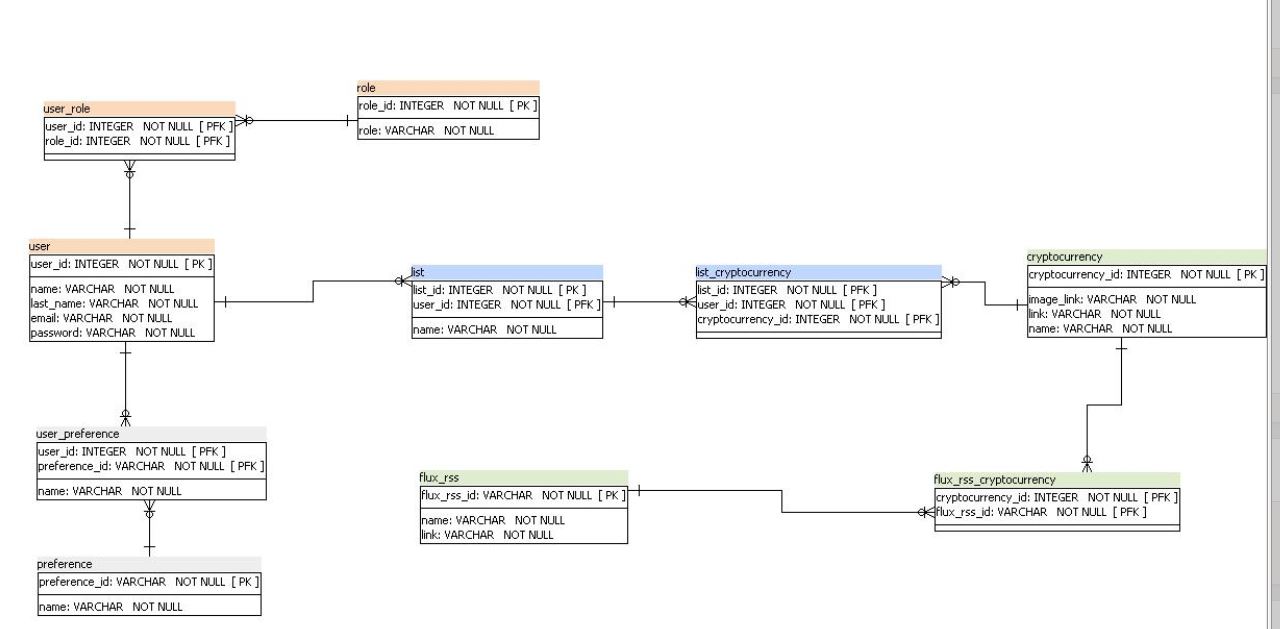 role
role_id: INTEGER NOT NULL [ PK ]
role: VARCHAR NOT NULL
user_role
user_id: INTEGER NOT NULL [ PFK ]
role_id: INTEGER NOT NULL [ PFK ]
user
user_id: INTEGER NOT NULL [ PK ]
name: VARCHAR NOT NULL
last_name: VARCHAR NOT NULL
email: VARCHAR NOT NULL
password: VARCHAR NOT NULL
list
list_id: INTEGER NOT NULL [ PK ]
user_id: INTEGER NOT NULL [ PFK ]
name: VARCHAR NOT NULL
list_cryptocurrency
list_id: INTEGER NOT NULL [ PFK ]
user_id: INTEGER NOT NULL [ PFK ]
cryptocurrency_id: INTEGER NOT NULL [ PFK ]
cryptocurrency
cryptocurrency_id: INTEGER NOT NULL [ PK ]
image_link: VARCHAR NOT NULL
link: VARCHAR NOT NULL
name: VARCHAR NOT NULL
user_preference
user_id: INTEGER NOT NULL [ PFK ]
preference_id: VARCHAR NOT NULL [ PFK ]
name: VARCHAR NOT NULL
flux_rss
flux_rss_id: VARCHAR NOT NULL [ PK ]
name: VARCHAR NOT NULL
link: VARCHAR NOT NULL
flux_rss_cryptocurrency
cryptocurrency_id: INTEGER NOT NULL [ PFK ]
flux_rss_id: VARCHAR NOT NULL [ PFK ]
preference
preference_id: VARCHAR NOT NULL [ PK ]
name: VARCHAR NOT NULL